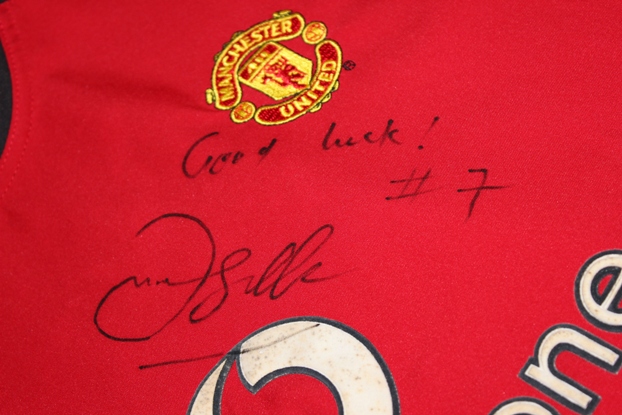 MANCHESTER
UNITED
®
Good luck!
#7
one